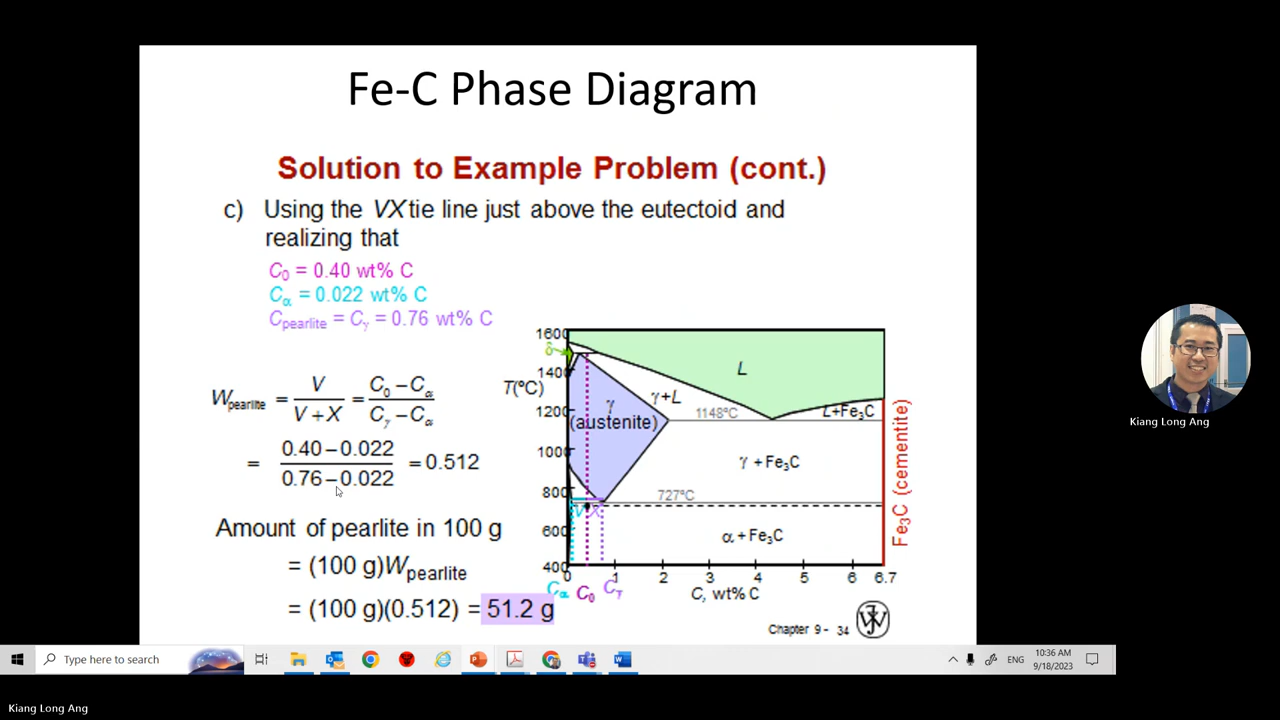 Fe-C Phase Diagram
Solution to Example Problem (cont.)
c) Using the VX tie line just above the eutectoid and
realizing that
C0 = 0.40 wt% C
Cα = 0.022 wt% C
Cpearlite = Cγ = 0.76 wt% C
Wpearlite = V / (V + X) = (C0 – Cα) / (Cγ – Cα)
= (0.40 – 0.022) / (0.76 – 0.022) = 0.512
Amount of pearlite in 100 g
= (100 g)Wpearlite
= (100 g)(0.512) = 51.2 g
T(°C)
1600
δ
1400
1200
1000
800
600
400
L
γ
(austenite)
γ+L
1148°C
L+Fe3C
γ + Fe3C
727°C
V X
α + Fe3C
Fe3C (cementite)
0 1 2 3 4 5 6 6.7
Cα C0 Cγ
C, wt% C
Chapter 9 - 34
Kiang Long Ang
Type here to search
ENG
10:36 AM
9/18/2023
Kiang Long Ang